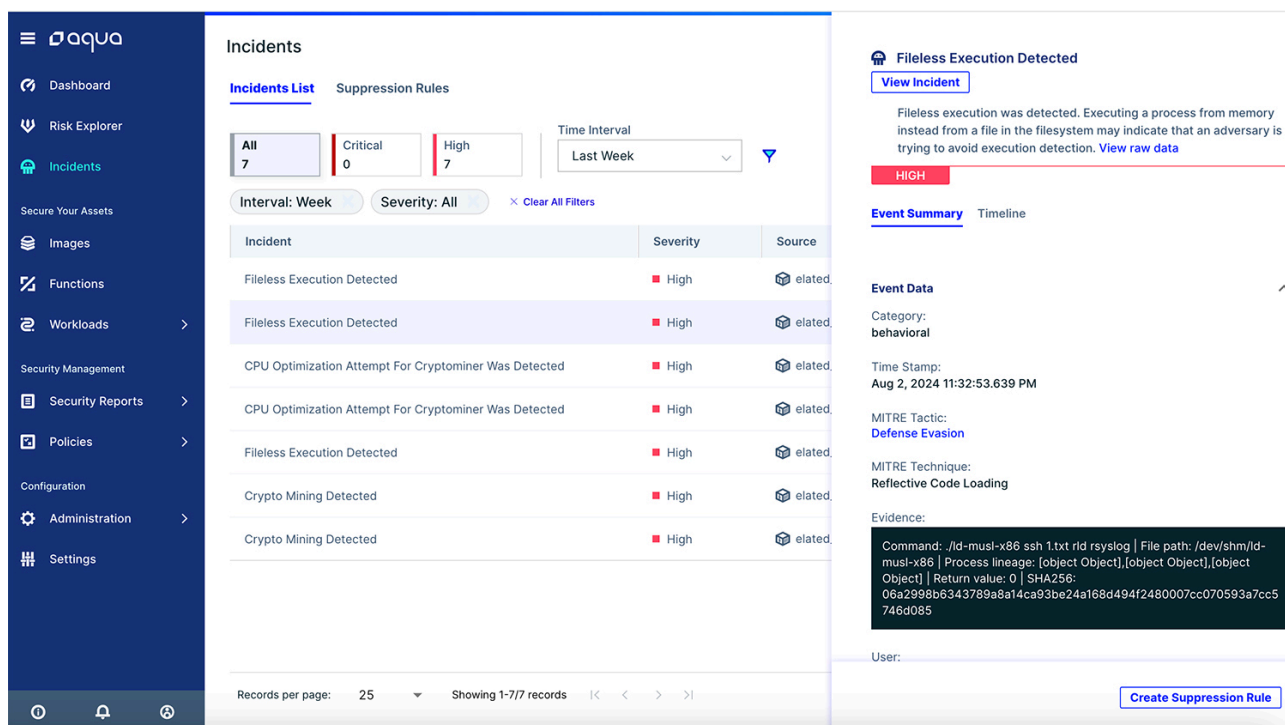 aqua
Dashboard
Risk Explorer
Incidents
Secure Your Assets
Images
Functions
Workloads
Security Management
Security Reports
Policies
Configuration
Administration
Settings
Incidents
Incidents List Suppression Rules
All
7
Critical
0
High
7
Time Interval
Last Week
Interval: Week Severity: All × Clear All Filters
Incident Severity Source
Fileless Execution Detected High elated_
Fileless Execution Detected High elated_
CPU Optimization Attempt For Cryptominer Was Detected High elated_
CPU Optimization Attempt For Cryptominer Was Detected High elated_
Fileless Execution Detected High elated_
Crypto Mining Detected High elated_
Crypto Mining Detected High elated_
Records per page: 25 Showing 1-7/7 records
Fileless Execution Detected
View Incident
Fileless execution was detected. Executing a process from memory
instead from a file in the filesystem may indicate that an adversary is
trying to avoid execution detection. View raw data
HIGH
Event Summary Timeline
Event Data
Category:
behavioral
Time Stamp:
Aug 2, 2024 11:32:53.639 PM
MITRE Tactic:
Defense Evasion
MITRE Technique:
Reflective Code Loading
Evidence:
Command: ./ld-musl-x86 ssh 1.txt rld rsyslog | File path: /dev/shm/ld-
musl-x86 | Process lineage: [object Object],[object Object],[object
Object] | Return value: 0 | SHA256:
06a2998b6343789a8a14ca93be24a168d494f2480007cc070593a7cc5
746d085
User:
Create Suppression Rule